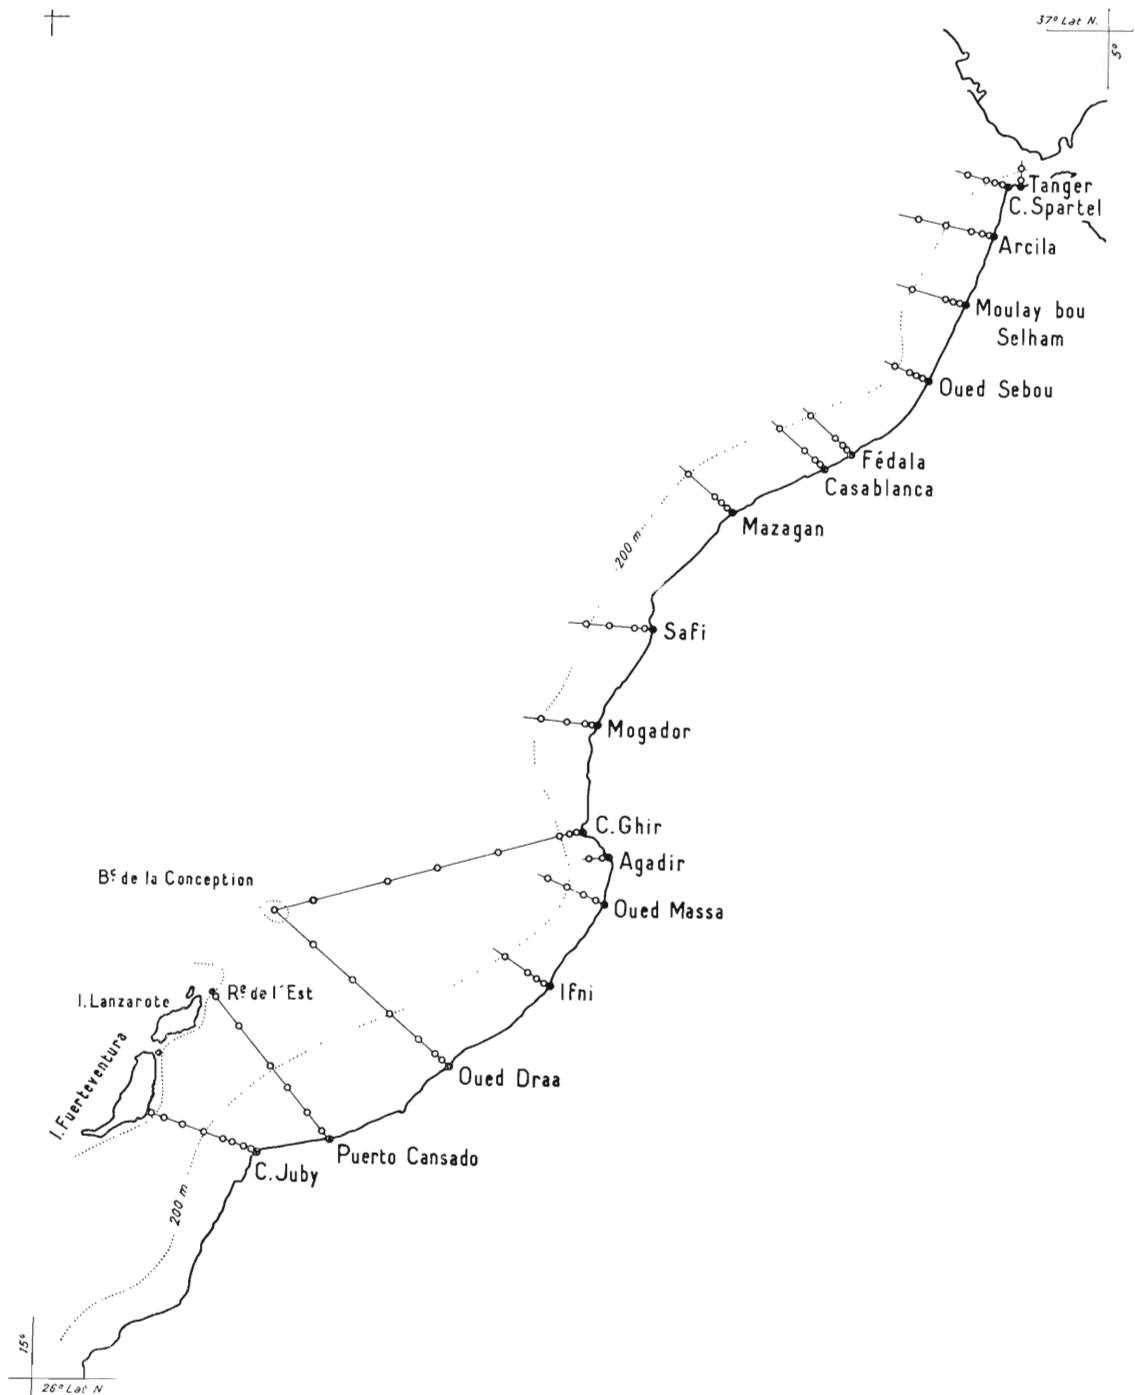 37° Lat N.
5°
Tanger
C. Spartel
Arcila
Moulay bou
Selham
Oued Sebou
Fédala
Casablanca
Mazagan
200 m
Safi
Mogador
C. Ghir
Agadir
Bc de la Conception
Oued Massa
Ifni
I. Lanzarote
Re de l'Est
I. Fuerteventura
Oued Draa
Puerto Cansado
C. Juby
200 m
15°
26° Lat N